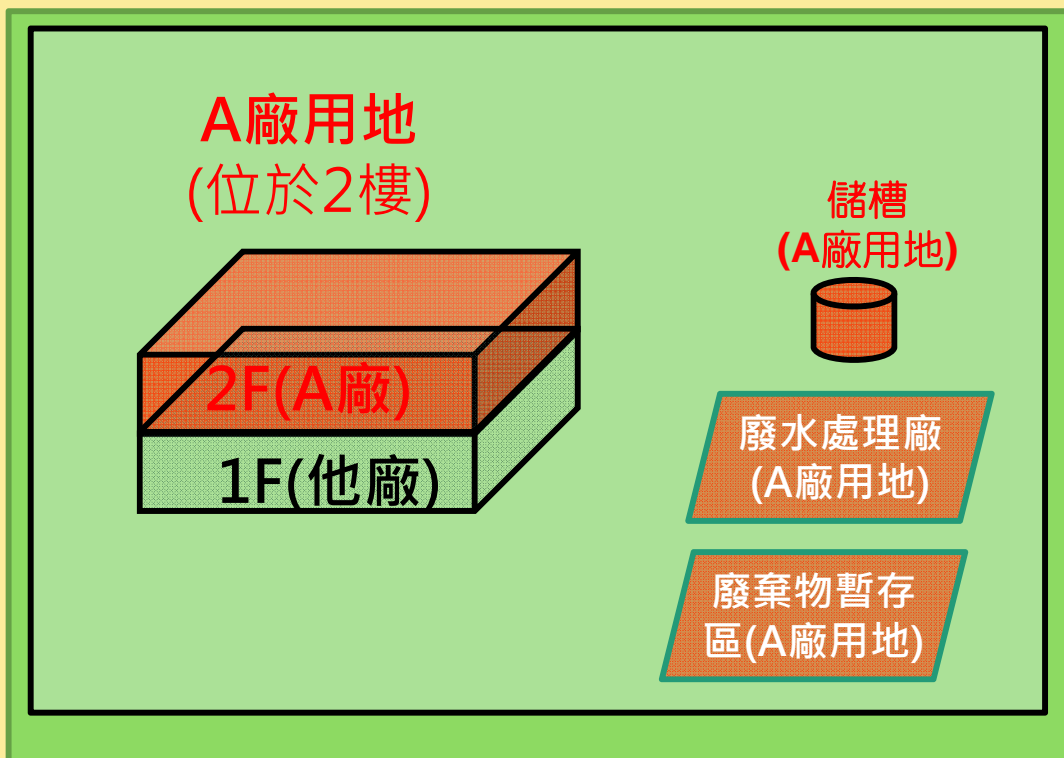 A廠用地
(位於2樓)
2F(A廠)
1F(他廠)
儲槽
(A廠用地)
廢水處理廠
(A廠用地)
廢棄物暫存
區(A廠用地)